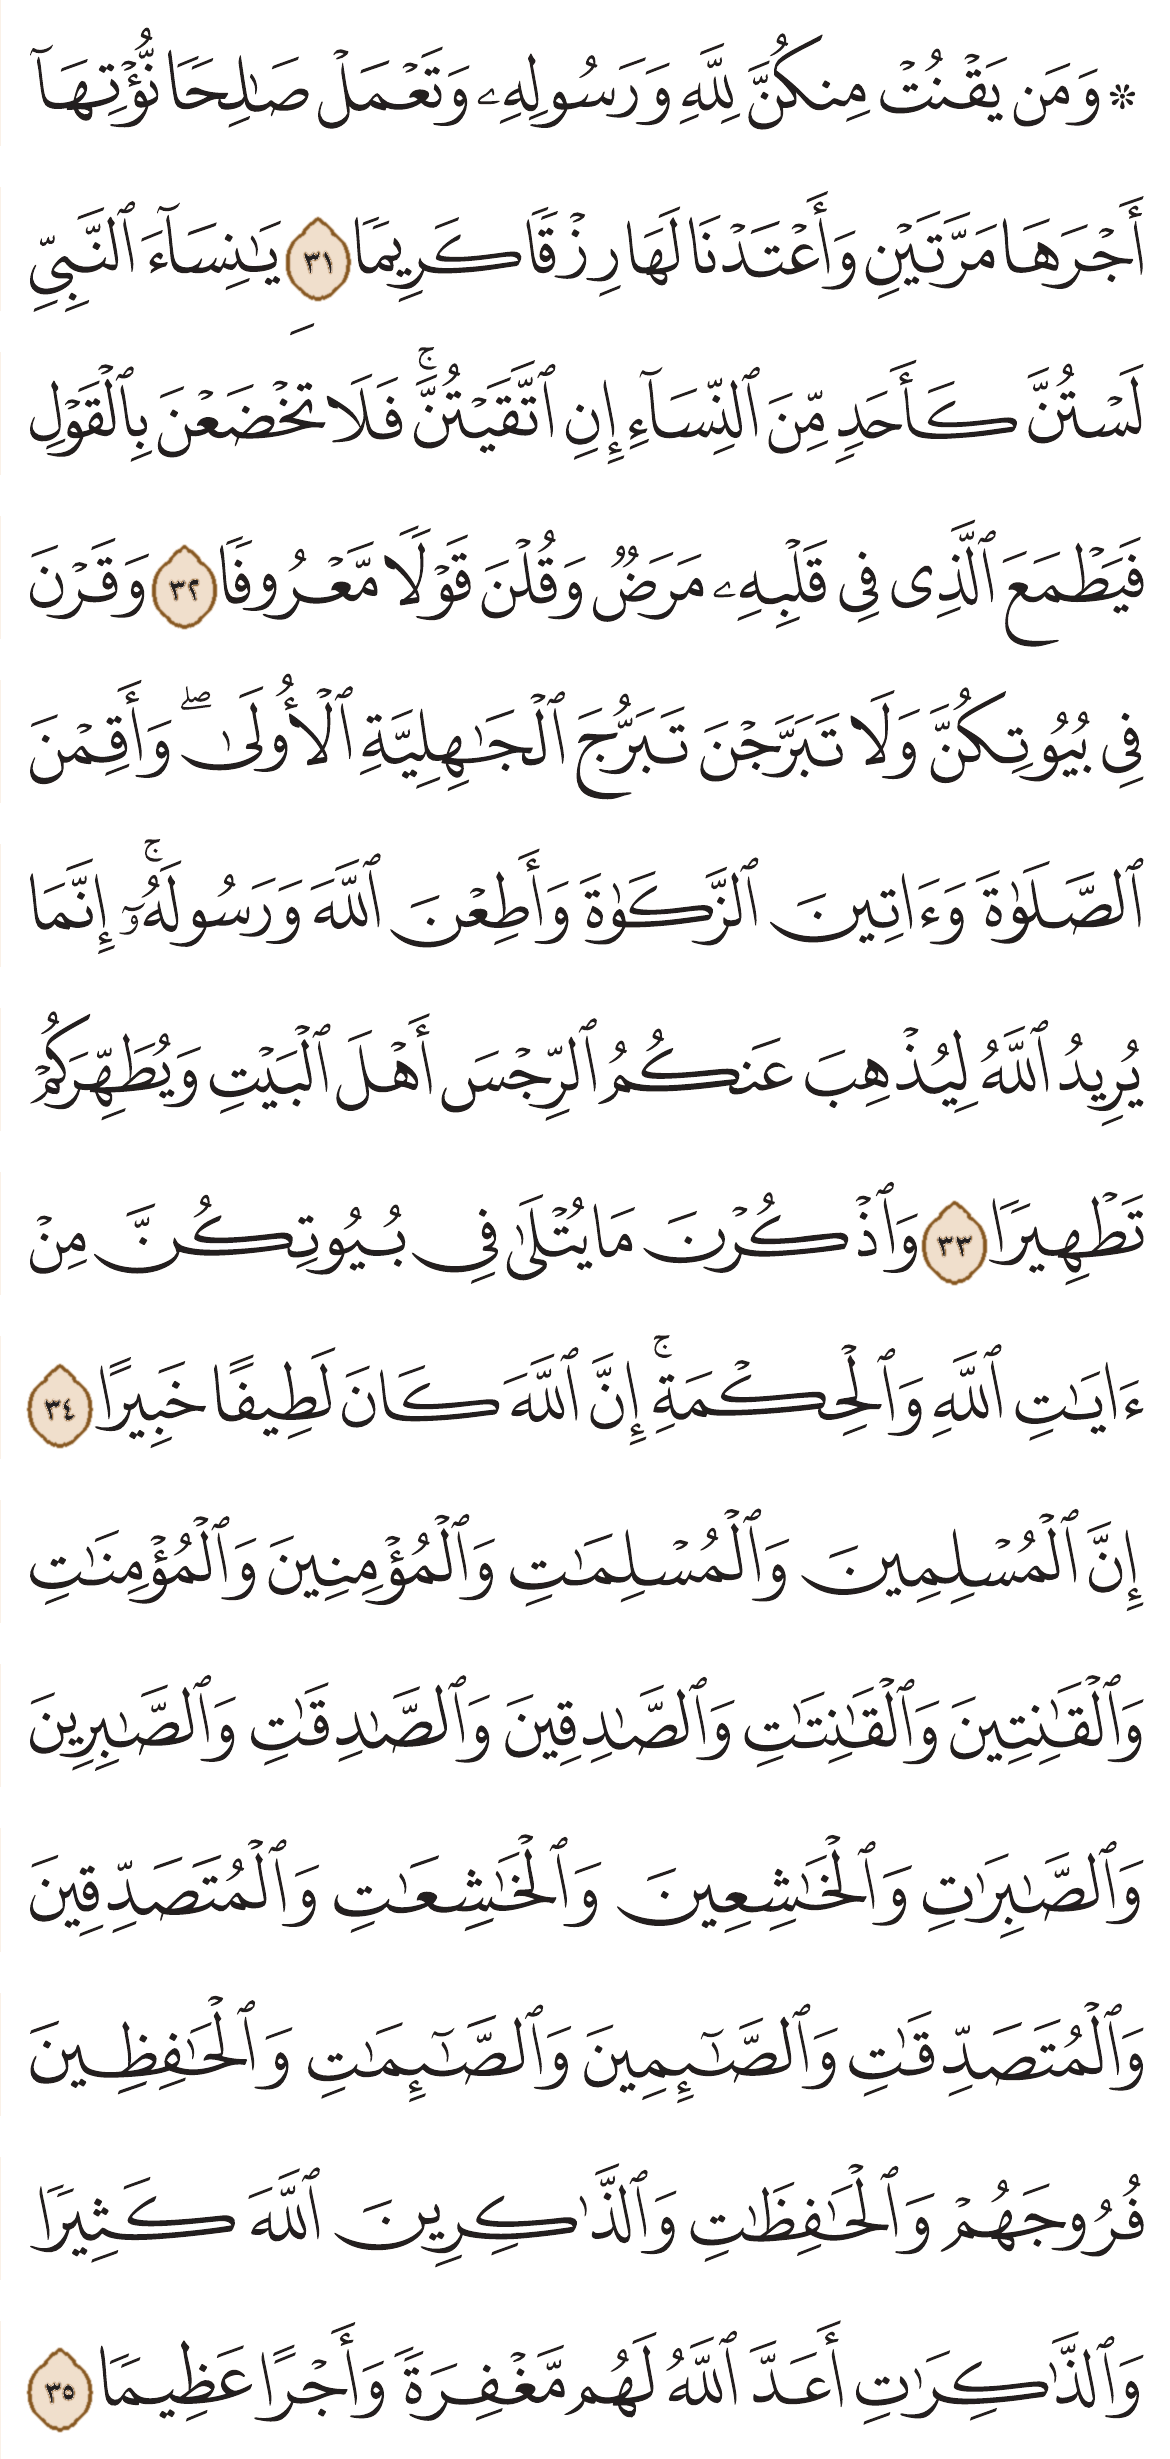 ۞ وَمَن يَقْنُتْ مِنكُنَّ لِلَّهِ وَرَسُولِهِۦ وَتَعْمَلْ صَٰلِحًا نُّؤْتِهَآ
أَجْرَهَا مَرَّتَيْنِ وَأَعْتَدْنَا لَهَا رِزْقًا كَرِيمًا ٣١ يَٰنِسَآءَ ٱلنَّبِيِّ
لَسْتُنَّ كَأَحَدٍ مِّنَ ٱلنِّسَآءِ إِنِ ٱتَّقَيْتُنَّۚ فَلَا تَخْضَعْنَ بِٱلْقَوْلِ
فَيَطْمَعَ ٱلَّذِى فِى قَلْبِهِۦ مَرَضٌ وَقُلْنَ قَوْلًا مَّعْرُوفًا ٣٢ وَقَرْنَ
فِى بُيُوتِكُنَّ وَلَا تَبَرَّجْنَ تَبَرُّجَ ٱلْجَٰهِلِيَّةِ ٱلْأُولَىٰۖ وَأَقِمْنَ
ٱلصَّلَوٰةَ وَءَاتِينَ ٱلزَّكَوٰةَ وَأَطِعْنَ ٱللَّهَ وَرَسُولَهُۥٓۚ إِنَّمَا
يُرِيدُ ٱللَّهُ لِيُذْهِبَ عَنكُمُ ٱلرِّجْسَ أَهْلَ ٱلْبَيْتِ وَيُطَهِّرَكُمْ
تَطْهِيرًا ٣٣ وَٱذْكُرْنَ مَا يُتْلَىٰ فِى بُيُوتِكُنَّ مِنْ
ءَايَٰتِ ٱللَّهِ وَٱلْحِكْمَةِۚ إِنَّ ٱللَّهَ كَانَ لَطِيفًا خَبِيرًا ٣٤
إِنَّ ٱلْمُسْلِمِينَ وَٱلْمُسْلِمَٰتِ وَٱلْمُؤْمِنِينَ وَٱلْمُؤْمِنَٰتِ
وَٱلْقَٰنِتِينَ وَٱلْقَٰنِتَٰتِ وَٱلصَّٰدِقِينَ وَٱلصَّٰدِقَٰتِ وَٱلصَّٰبِرِينَ
وَٱلصَّٰبِرَٰتِ وَٱلْخَٰشِعِينَ وَٱلْخَٰشِعَٰتِ وَٱلْمُتَصَدِّقِينَ
وَٱلْمُتَصَدِّقَٰتِ وَٱلصَّٰٓئِمِينَ وَٱلصَّٰٓئِمَٰتِ وَٱلْحَٰفِظِينَ
فُرُوجَهُمْ وَٱلْحَٰفِظَٰتِ وَٱلذَّٰكِرِينَ ٱللَّهَ كَثِيرًا
وَٱلذَّٰكِرَٰتِ أَعَدَّ ٱللَّهُ لَهُم مَّغْفِرَةً وَأَجْرًا عَظِيمًا ٣٥